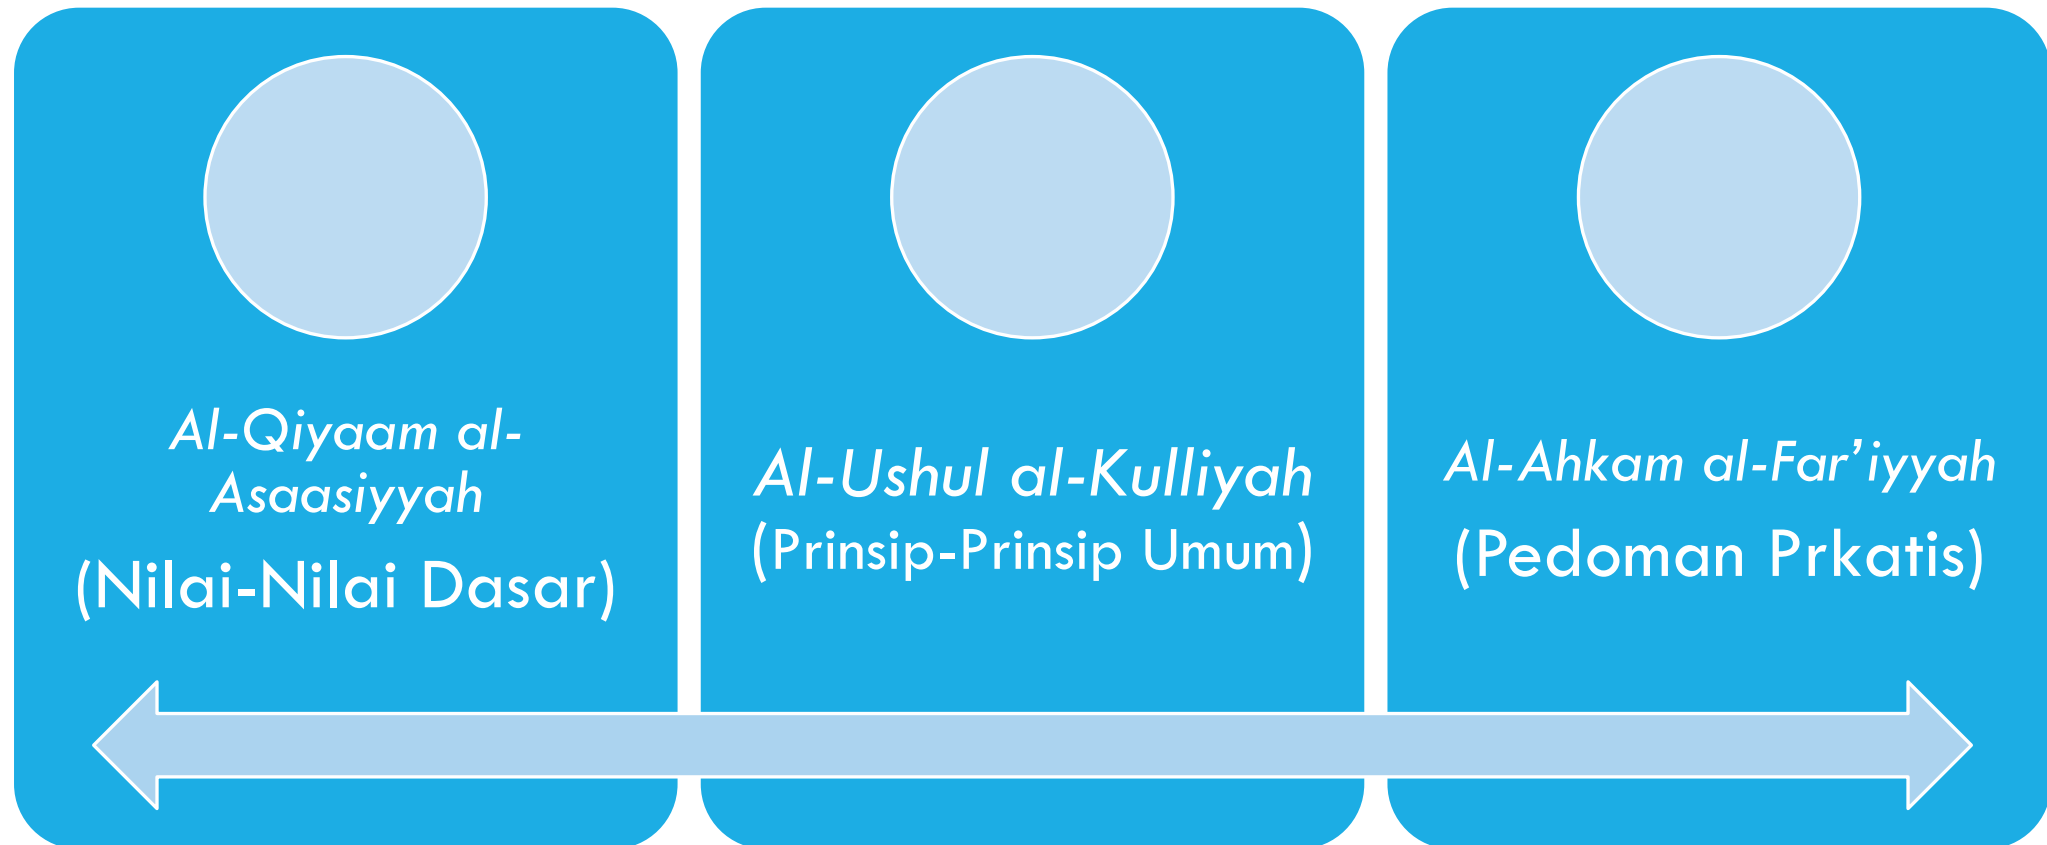 Al-Qiyaam al-
Asaasiyyah
(Nilai-Nilai Dasar)
Al-Ushul al-Kulliyah
(Prinsip-Prinsip Umum)
Al-Ahkam al-Far’iyyah
(Pedoman Prkatis)